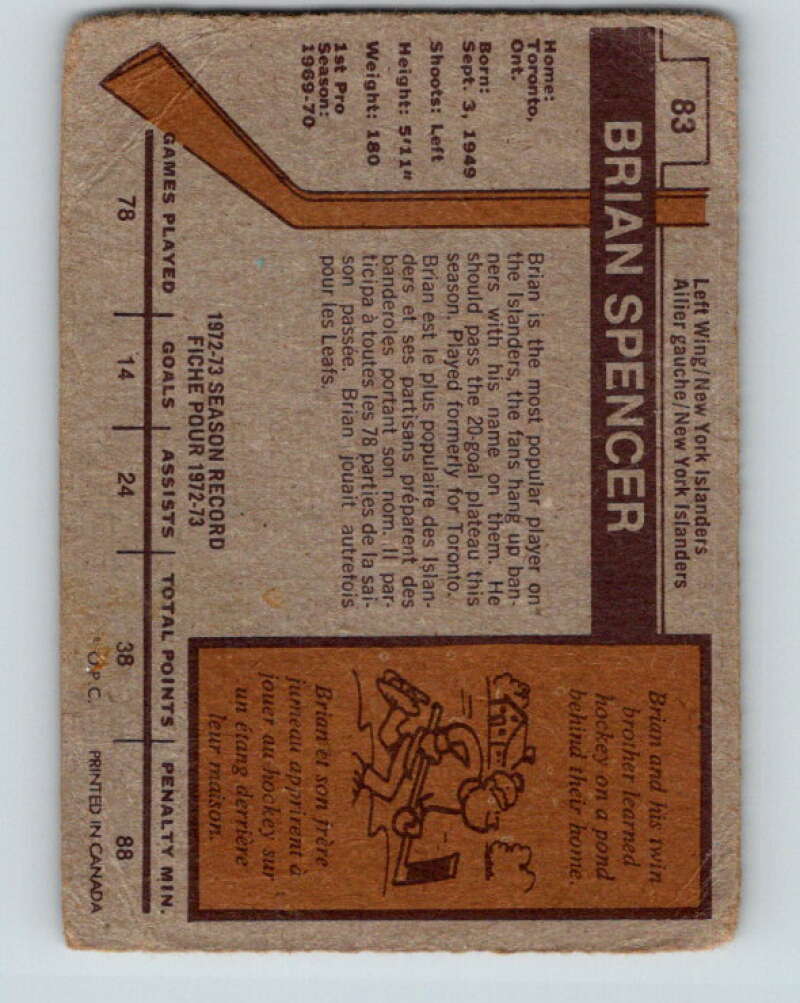 83
BRIAN SPENCER
Left Wing/New York Islanders
Ailier gauche/New York Islanders
Home:
Toronto,
Ont.
Born:
Sept. 3, 1949
Shoots: Left
Height: 5'11"
Weight: 180
1st Pro
Season:
1969-70
Brian is the most popular player on
the Islanders, the fans hang up ban-
ners with his name on them. He
should pass the 20-goal plateau this
season. Played formerly for Toronto.
Brian est le plus populaire des Islan-
ders et ses partisans préparent des
banderoles portant son nom. Il par-
ticipa à toutes les 78 parties de la sai-
son passée. Brian jouait autrefois
pour les Leafs.
Brian and his twin
brother learned
hockey on a pond
behind their home.
Brian et son frère
jumeau apprirent à
jouer au hockey sur
un étang derrière
leur maison.
1972-73 SEASON RECORD
FICHE POUR 1972-73
GAMES PLAYED GOALS ASSISTS TOTAL POINTS PENALTY MIN.
78 14 24 38 88
O.P.C. PRINTED IN CANADA